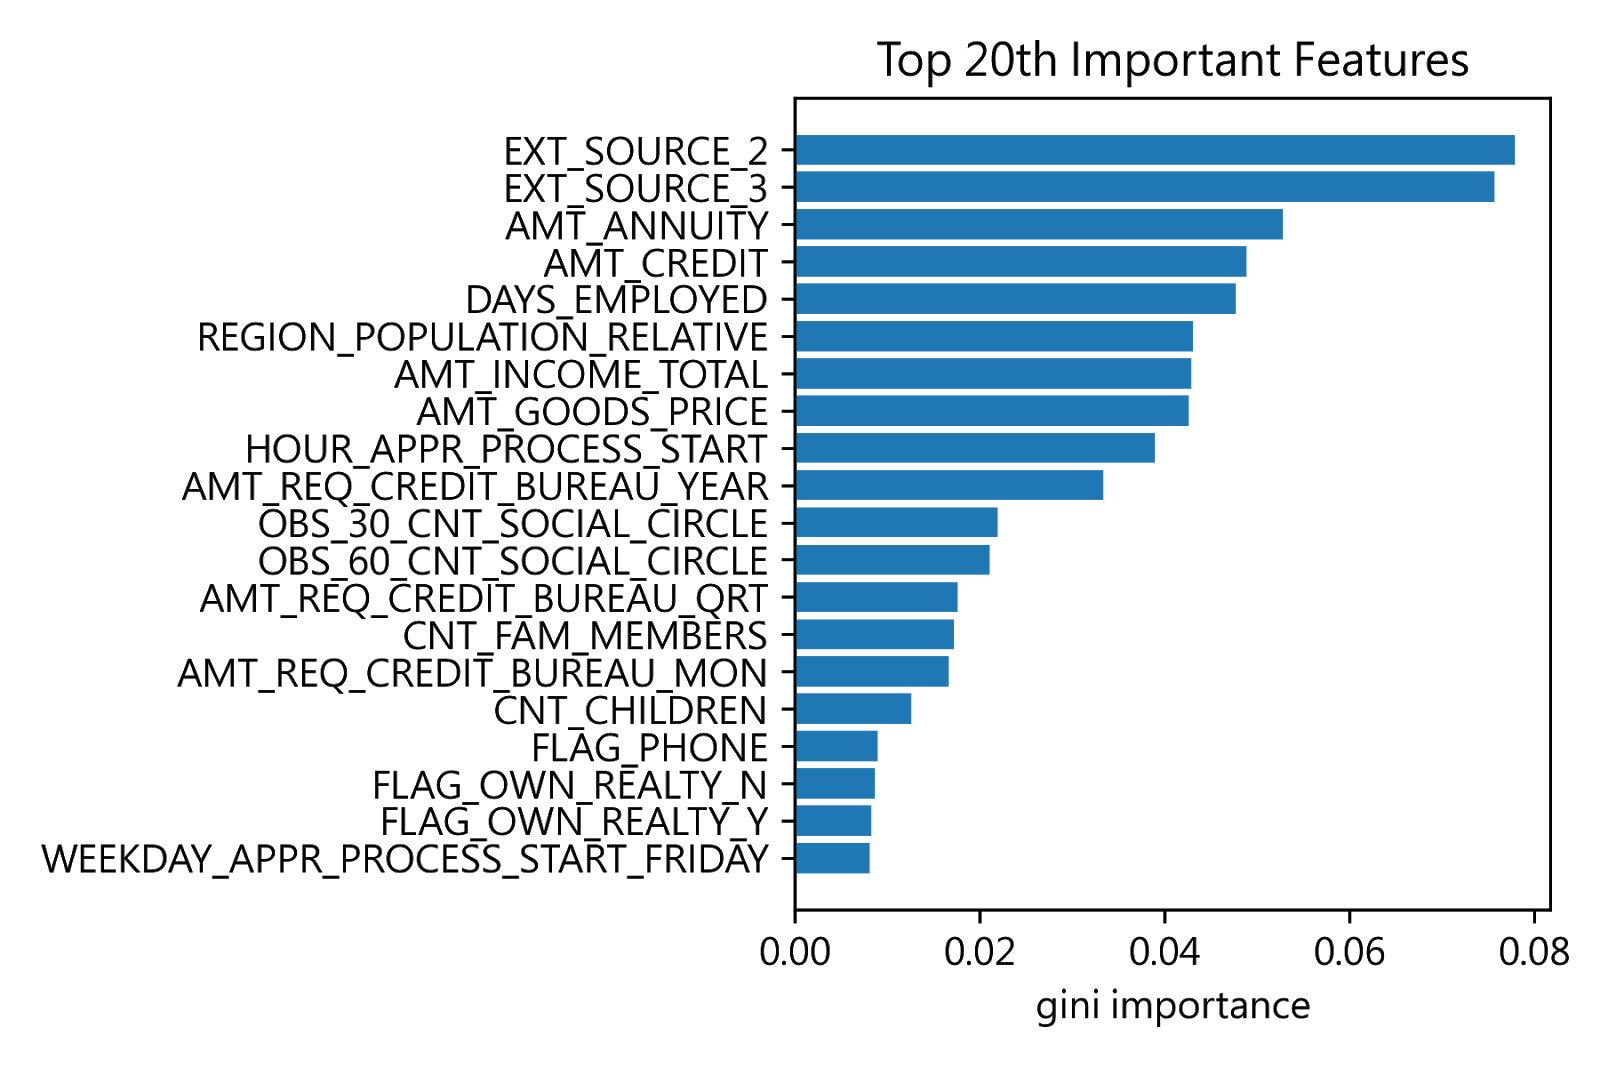 Top 20th Important Features
EXT_SOURCE_2
EXT_SOURCE_3
AMT_ANNUITY
AMT_CREDIT
DAYS_EMPLOYED
REGION_POPULATION_RELATIVE
AMT_INCOME_TOTAL
AMT_GOODS_PRICE
HOUR_APPR_PROCESS_START
AMT_REQ_CREDIT_BUREAU_YEAR
OBS_30_CNT_SOCIAL_CIRCLE
OBS_60_CNT_SOCIAL_CIRCLE
AMT_REQ_CREDIT_BUREAU_QRT
CNT_FAM_MEMBERS
AMT_REQ_CREDIT_BUREAU_MON
CNT_CHILDREN
FLAG_PHONE
FLAG_OWN_REALTY_N
FLAG_OWN_REALTY_Y
WEEKDAY_APPR_PROCESS_START_FRIDAY
0.00 0.02 0.04 0.06 0.08
gini importance